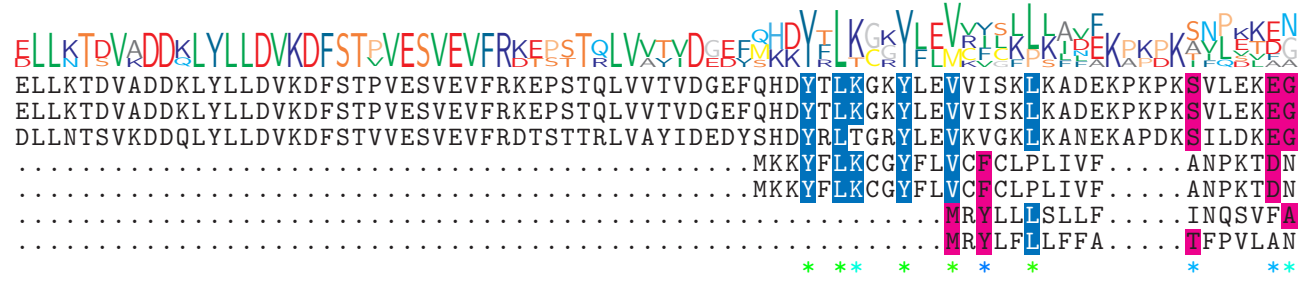 ELLKTDVADDKLYLLDVKDFSTPVESVEVFRKEPSTQLVVTVDGEFQHDYTLKGKYLEVVISKLKADEKPKPKSVLEKEG
ELLKTDVADDKLYLLDVKDFSTPVESVEVFRKEPSTQLVVTVDGEFQHDYTLKGKYLEVVISKLKADEKPKPKSVLEKEG
DLLNTSVKDDQLYLLDVKDFSTVVESVEVFRDTSTTRLVAYIDEDYSHDYRLTGRYLEVKVGKLKANEKAPDKSILDKEG
..............................................MKKYFLKCGYFLVCFCLPLIVF.....ANPKTDN
..............................................MKKYFLKCGYFLVCFCLPLIVF.....ANPKTDN
..........................................................MRYLLLSLLF.....INQSVFA
..........................................................MRYLFLLFFA.....TFPVLAN
* ** * * * * * **